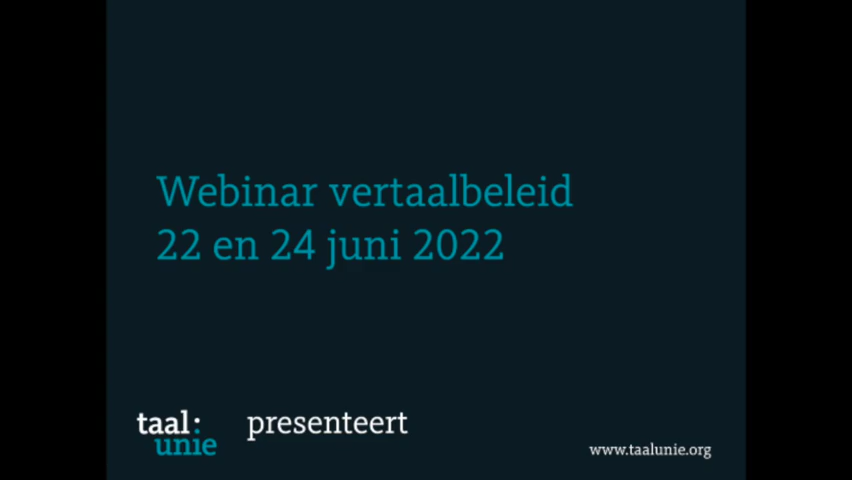 Webinar vertaalbeleid
22 en 24 juni 2022
taal:
unie
presenteert
www.taalunie.org